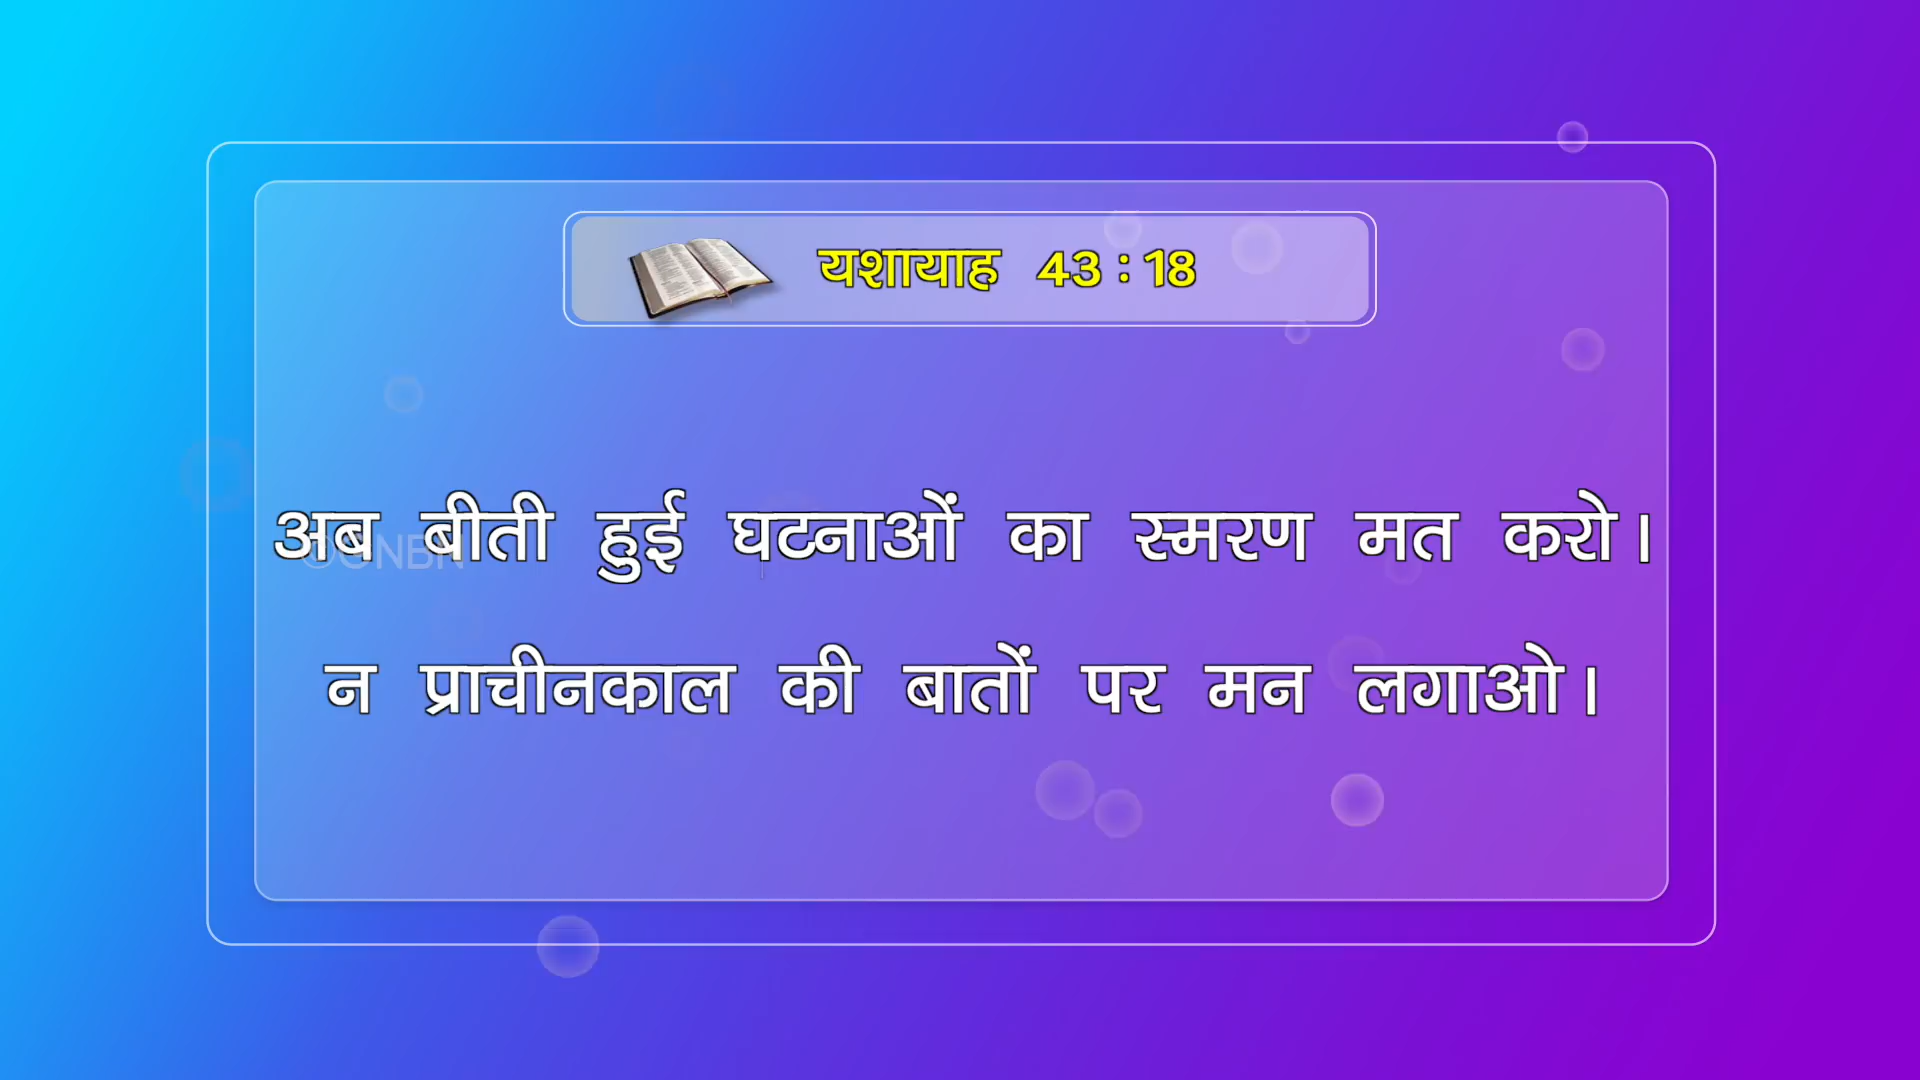 यशायाह 43 : 18
अब बीती हुई घटनाओं का स्मरण मत करो।
न प्राचीनकाल की बातों पर मन लगाओ।